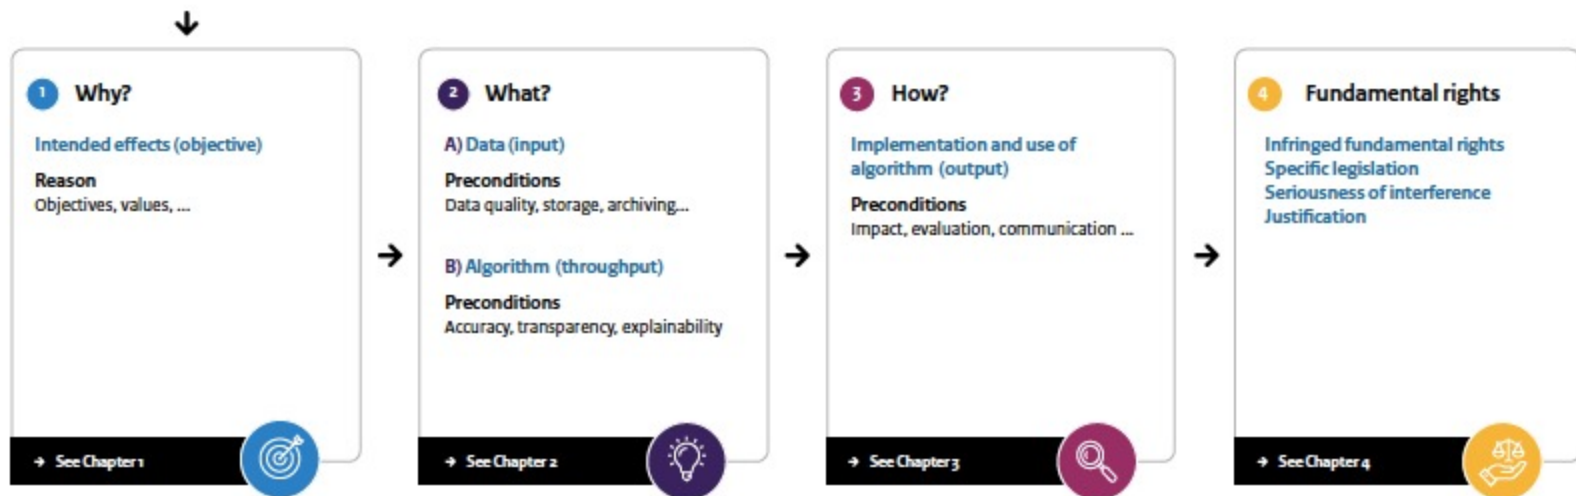 1 Why?
Intended effects (objective)
Reason
Objectives, values, ...
→ See Chapter 1
2 What?
A) Data (input)
Preconditions
Data quality, storage, archiving...
B) Algorithm (throughput)
Preconditions
Accuracy, transparency, explainability
→ See Chapter 2
3 How?
Implementation and use of
algorithm (output)
Preconditions
Impact, evaluation, communication ...
→ See Chapter 3
4 Fundamental rights
Infringed fundamental rights
Specific legislation
Seriousness of interference
Justification
→ See Chapter 4